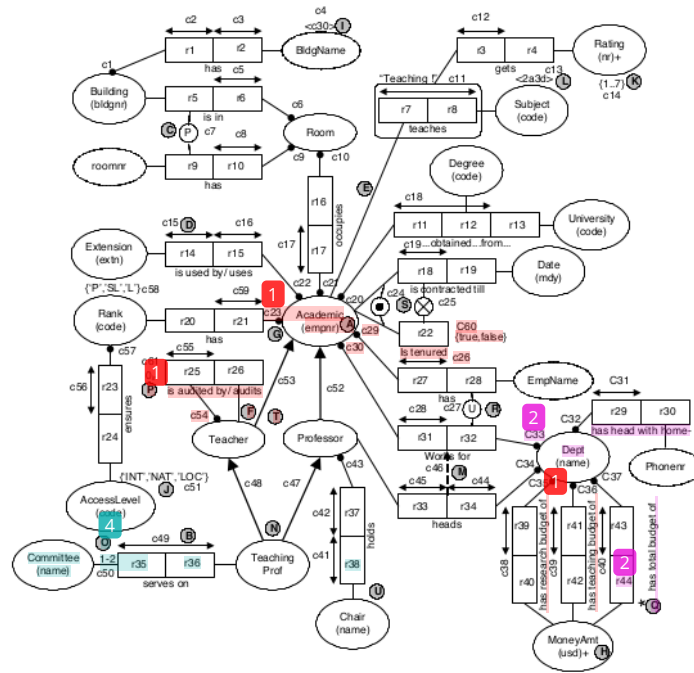 c4
<c30> I
c2 c3
r1 r2
BldgName
has
c1
c5
Building
(bldgnr)
r5 r6
is in
c6
C P c7
c8
Room
roomnr
r9 r10
has
c9
c10
c12
r3 r4
gets
Rating
(nr)+
c13
<2a3d> L
{1..7} K
c14
"Teaching !"
c11
r7 r8
teaches
Subject
(code)
E
Degree
(code)
c18
r11 r12 r13
...obtained...from...
University
(code)
c19
r18 r19
is contracted till
Date
(mdy)
r16
r17
occupies
c17
c15 D c16
Extension
(extn)
r14 r15
is used by/ uses
c22
c21
c20
{'P','SL','L'} c58
c59
1
Rank
(code)
r20 r21
has
c23
G
Academic
(empnr) A
c24
S
c25
r22
C60
{true,false}
Is tenured
c29
c30
c26
r27 r28
has
EmpName
c57
c55
1
r25 r26
P
is audited by/ audits
c53
c52
c56
r23
r24
ensures
c54
F T
Teacher
Professor
c28 c27 U R
r31 r32
Works for
2
C33
C31
r29 r30
has head with home-
C32
Dept
(name)
Phonenr
C34
1
C36
C37
c46 M
c45 c44
r33 r34
heads
c43
{'INT','NAT','LOC'}
J c51
AccessLevel
(code)
4
O
c48
c47
N
c49 B
Committee
(name)
1-2
c50
r35 r36
serves on
Teaching
Prof
c42
c41
r37
r38
holds
U
Chair
(name)
c38
r39
r40
has research budget of
c39
r41
r42
has teaching budget of
c40
r43
2
r44
has total budget of
MoneyAmt
(usd)+ H